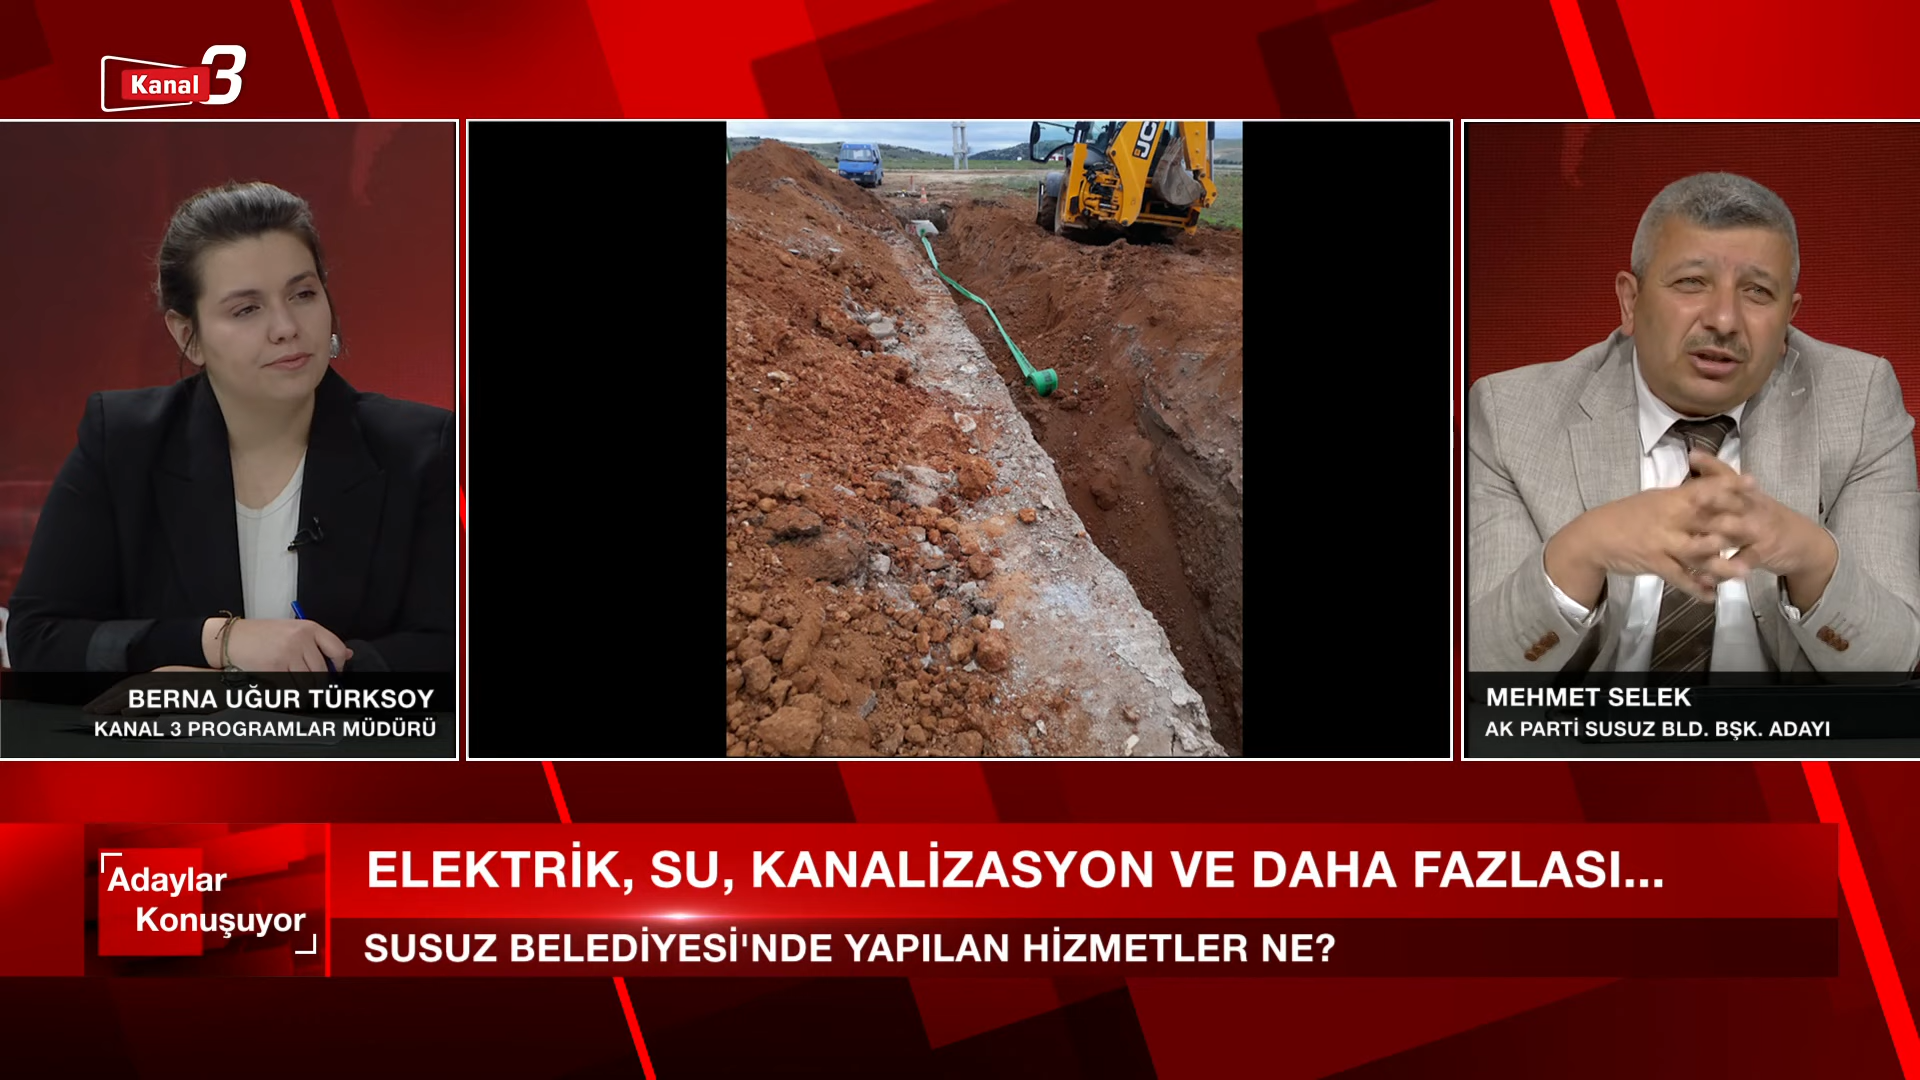 Kanal 3
JC
BERNA UĞUR TÜRKSOY
KANAL 3 PROGRAMLAR MÜDÜRÜ
MEHMET SELEK
AK PARTİ SUSUZ BLD. BŞK. ADAYI
Adaylar
Konuşuyor
ELEKTRİK, SU, KANALİZASYON VE DAHA FAZLASI...
SUSUZ BELEDİYESİ'NDE YAPILAN HİZMETLER NE?